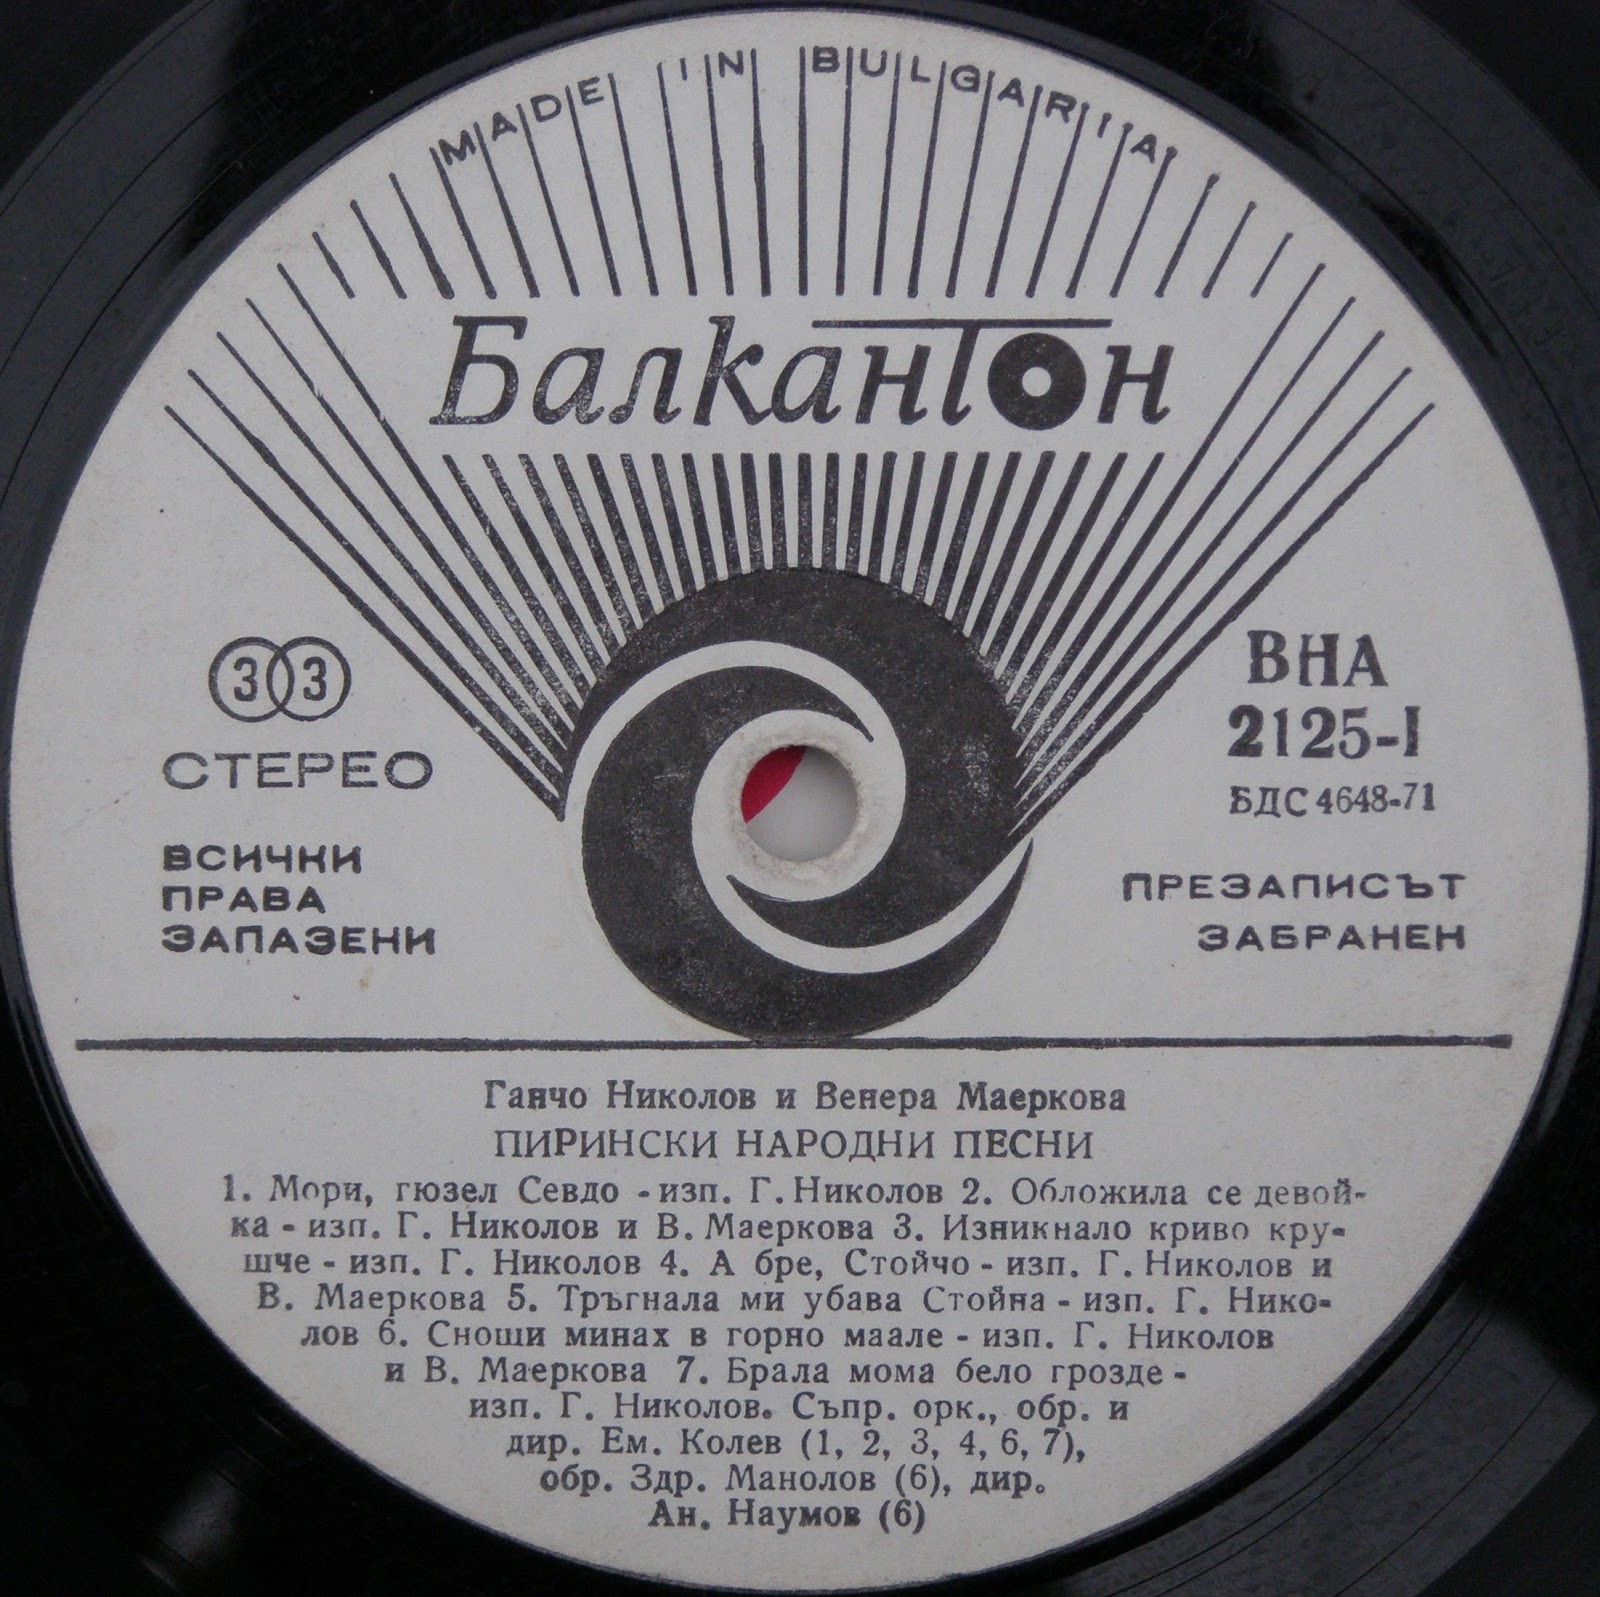 MADE IN BULGARIA
Балкантон
33
СТЕРЕО
ВСИЧКИ
ПРАВА
ЗАПАЗЕНИ
ВНА
2125-I
БДС 4648-71
ПРЕЗАПИСЪТ
ЗАБРАНЕН
Ганчо Николов и Венера Маеркова
ПИРИНСКИ НАРОДНИ ПЕСНИ
1. Мори, гюзел Севдо - изп. Г. Николов 2. Обложила се девой-
ка - изп. Г. Николов и В. Маеркова 3. Изникнало криво кру-
шче - изп. Г. Николов 4. А бре, Стойчо - изп. Г. Николов и
В. Маеркова 5. Тръгнала ми убава Стойна - изп. Г. Нико-
лов 6. Сноши минах в горно маале - изп. Г. Николов
и В. Маеркова 7. Брала мома бело грозде -
изп. Г. Николов. Съпр. орк., обр. и
дир. Ем. Колев (1, 2, 3, 4, 6, 7),
обр. Здр. Манолов (6), дир.
Ан. Наумов (6)